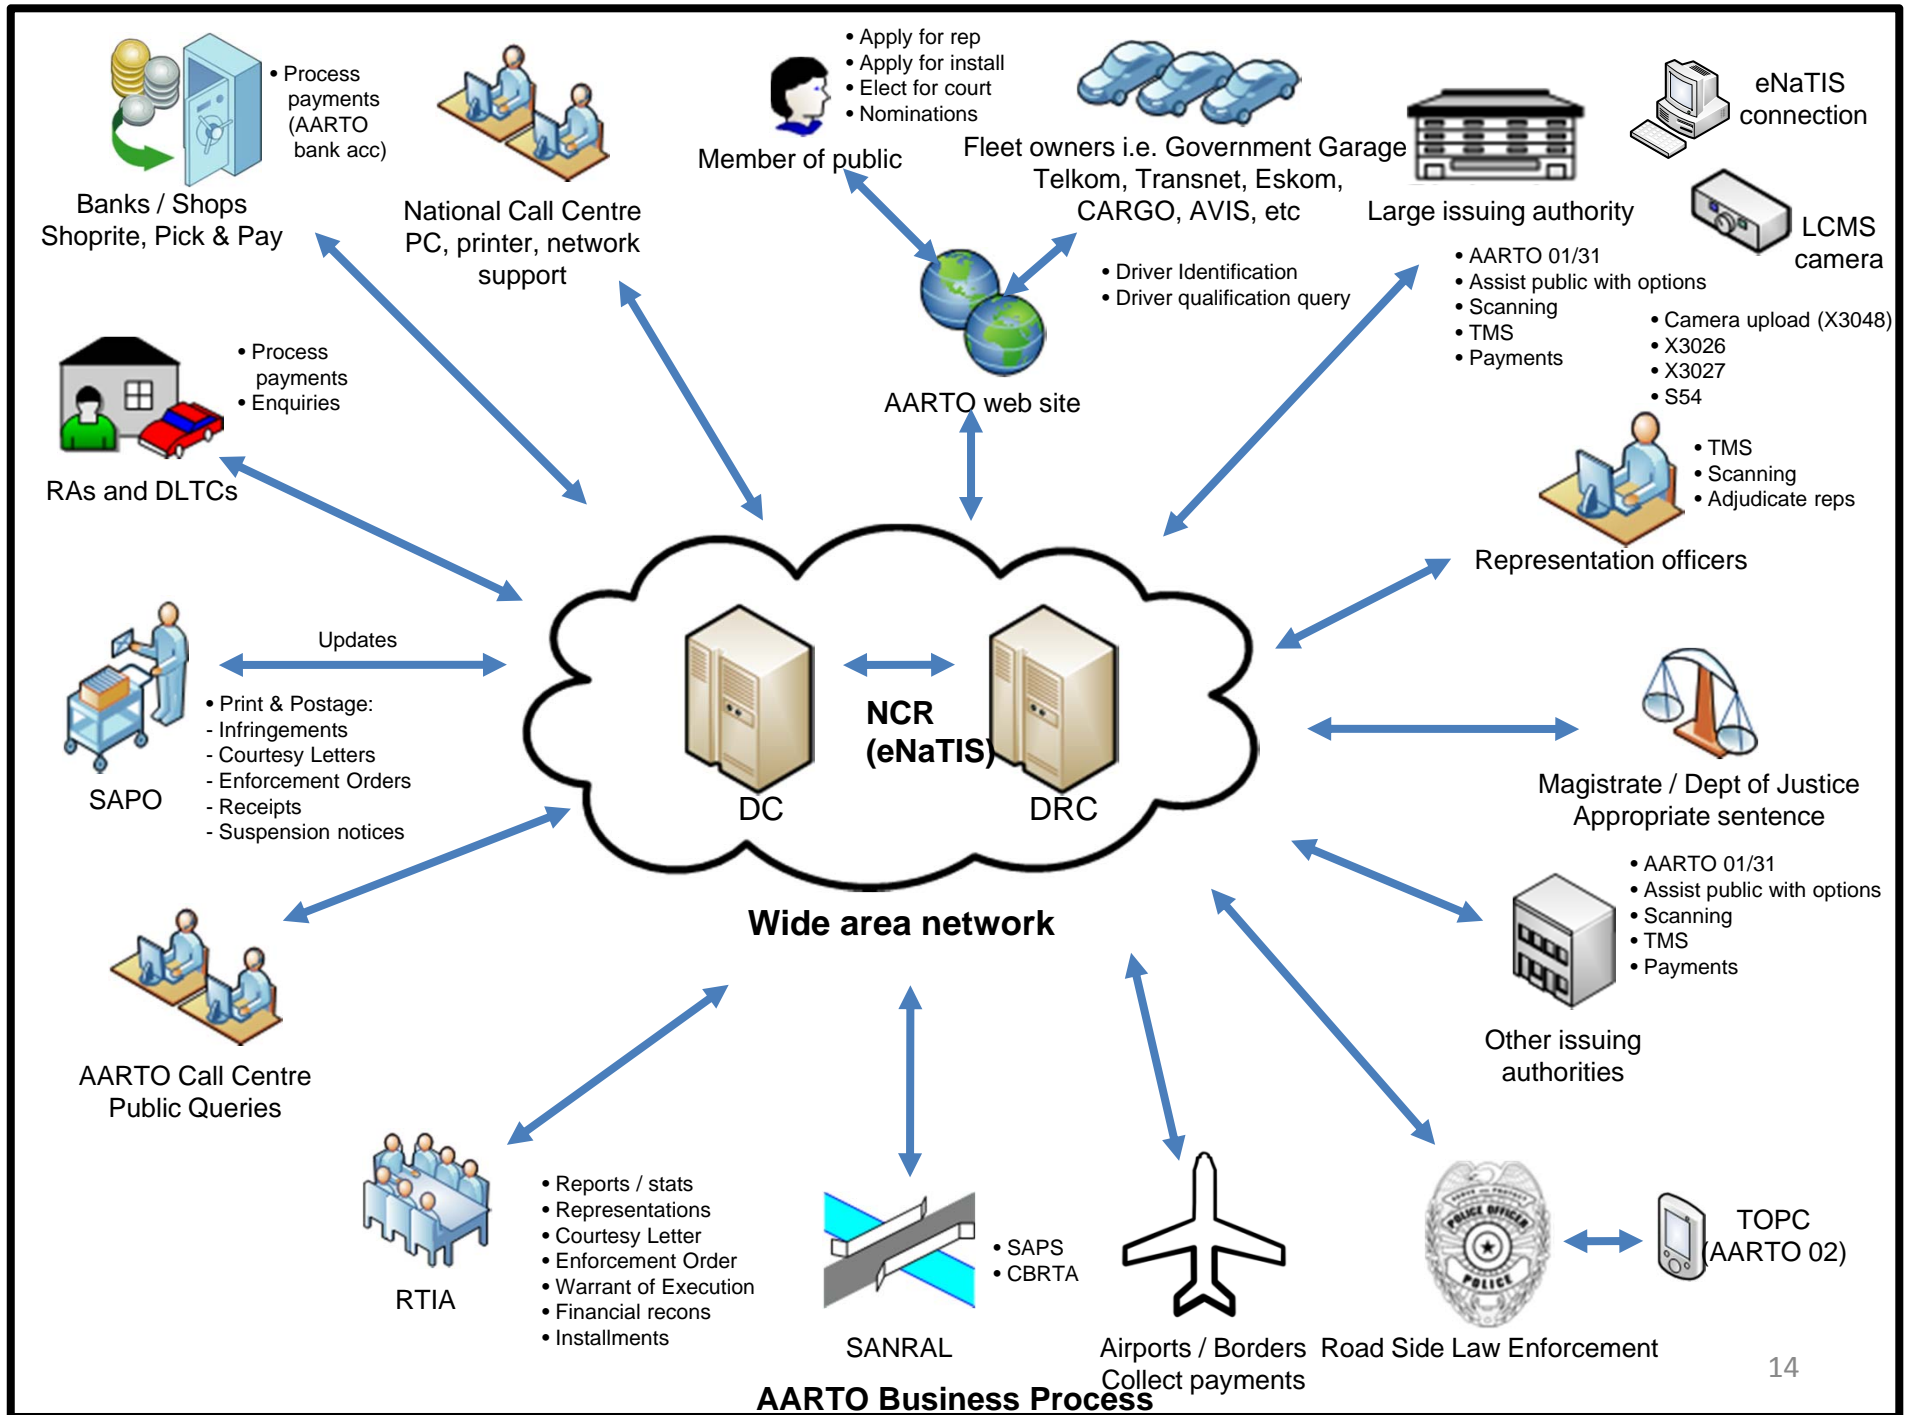 • Process
payments
(AARTO
bank acc)
Banks / Shops
Shoprite, Pick & Pay
National Call Centre
PC, printer, network
support
• Apply for rep
• Apply for install
• Elect for court
• Nominations
Member of public
Fleet owners i.e. Government Garage
Telkom, Transnet, Eskom,
CARGO, AVIS, etc
• Driver Identification
• Driver qualification query
AARTO web site
Large issuing authority
• AARTO 01/31
• Assist public with options
• Scanning
• TMS
• Payments
eNaTIS
connection
LCMS
camera
• Camera upload (X3048)
• X3026
• X3027
• S54
• TMS
• Scanning
• Adjudicate reps
Representation officers
• Process
payments
• Enquiries
RAs and DLTCs
Updates
• Print & Postage:
- Infringements
- Courtesy Letters
- Enforcement Orders
- Receipts
- Suspension notices
SAPO
NCR
(eNaTIS)
DC
DRC
Wide area network
Magistrate / Dept of Justice
Appropriate sentence
• AARTO 01/31
• Assist public with options
• Scanning
• TMS
• Payments
Other issuing
authorities
AARTO Call Centre
Public Queries
RTIA
• Reports / stats
• Representations
• Courtesy Letter
• Enforcement Order
• Warrant of Execution
• Financial recons
• Installments
SANRAL
• SAPS
• CBRTA
Airports / Borders
Collect payments
POLICE OFFICER
POLICE
Road Side Law Enforcement
TOPC
(AARTO 02)
14
AARTO Business Process